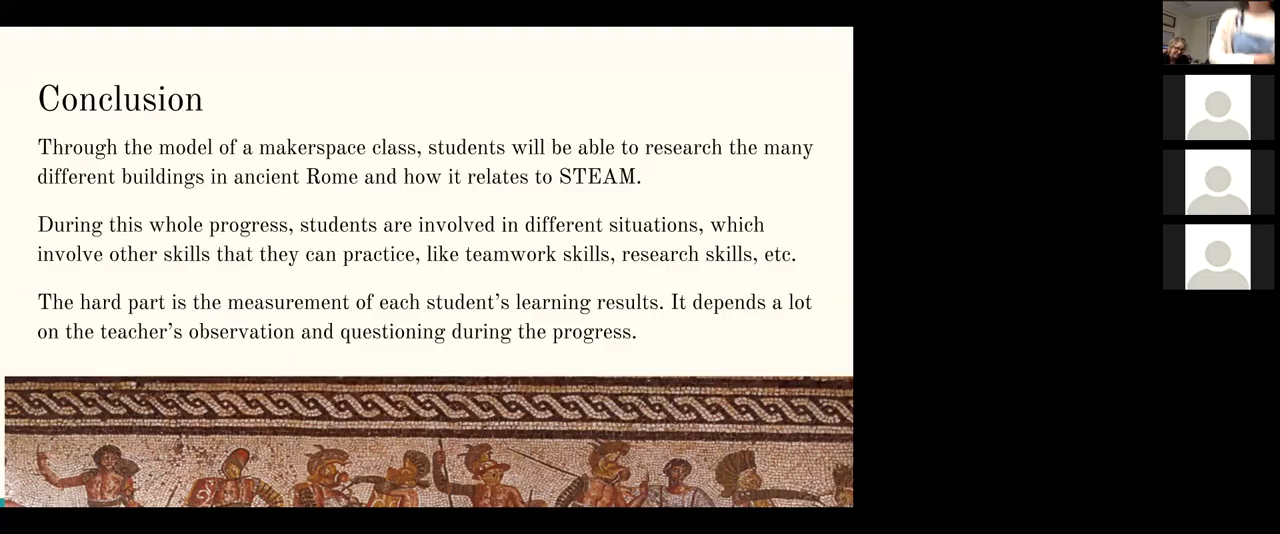 Conclusion
Through the model of a makerspace class, students will be able to research the many
different buildings in ancient Rome and how it relates to STEAM.
During this whole progress, students are involved in different situations, which
involve other skills that they can practice, like teamwork skills, research skills, etc.
The hard part is the measurement of each student’s learning results. It depends a lot
on the teacher’s observation and questioning during the progress.